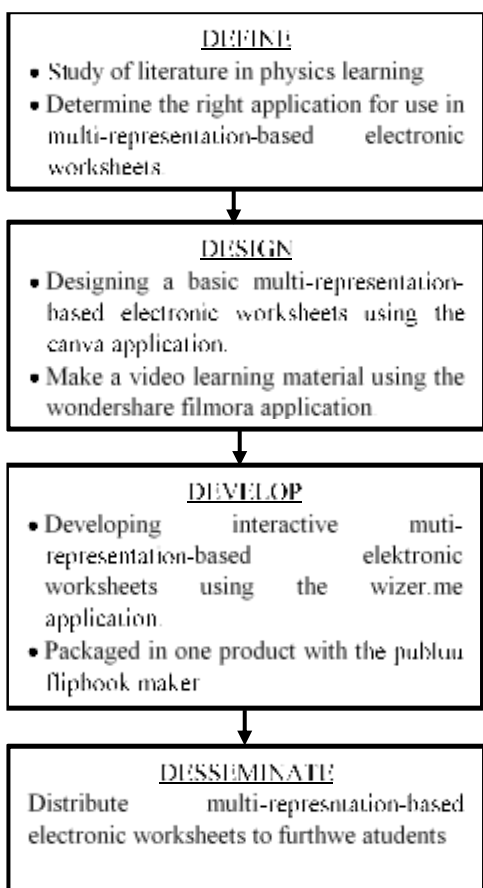 DEFINE
• Study of literature in physics learning
• Determine the right application for use in
multi-representation-based electronic
worksheets.
DESIGN
• Designing a basic multi-representation-
based electronic worksheets using the
canva application.
• Make a video learning material using the
wondershare filmora application
DEVELOP
• Developing interactive muti-
representation-based elektronic
worksheets using the wizer.me
application.
• Packaged in one product with the publuu
flipbook maker
DESSEMINATE
Distribute multi-represntation-based
electronic worksheets to furthwe atudents